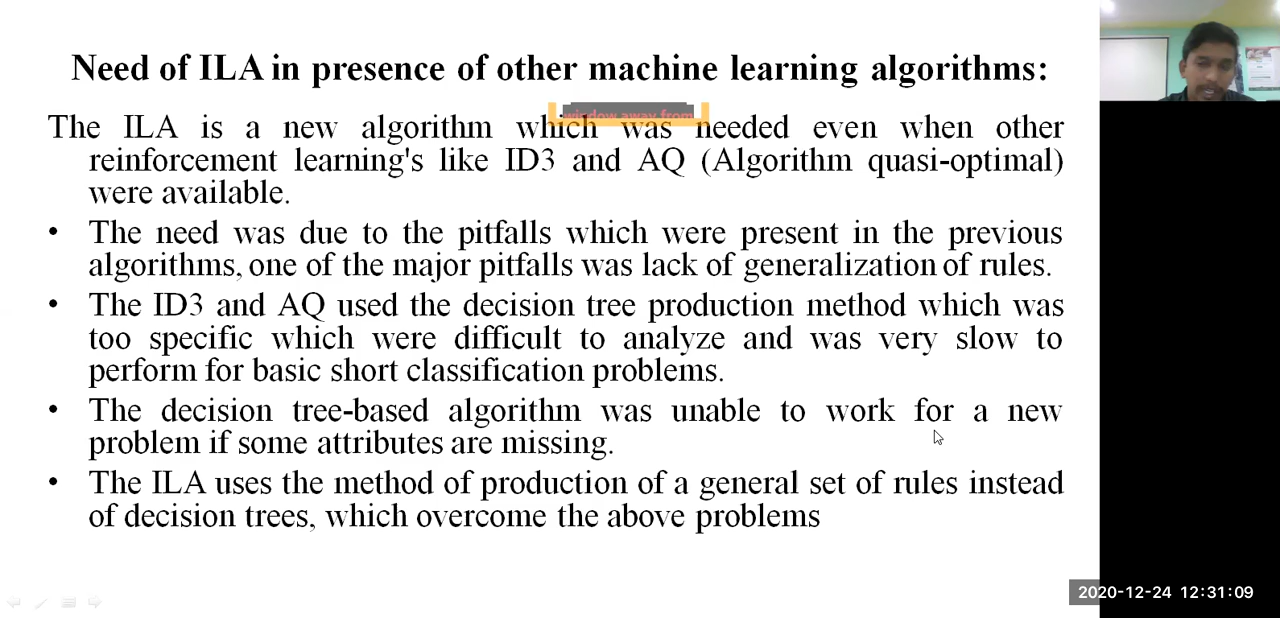 Need of ILA in presence of other machine learning algorithms:
window away from
The ILA is a new algorithm which was needed even when other
reinforcement learning's like ID3 and AQ (Algorithm quasi-optimal)
were available.
• The need was due to the pitfalls which were present in the previous
algorithms, one of the major pitfalls was lack of generalization of rules.
• The ID3 and AQ used the decision tree production method which was
too specific which were difficult to analyze and was very slow to
perform for basic short classification problems.
• The decision tree-based algorithm was unable to work for a new
problem if some attributes are missing.
• The ILA uses the method of production of a general set of rules instead
of decision trees, which overcome the above problems
2020-12-24 12:31:09